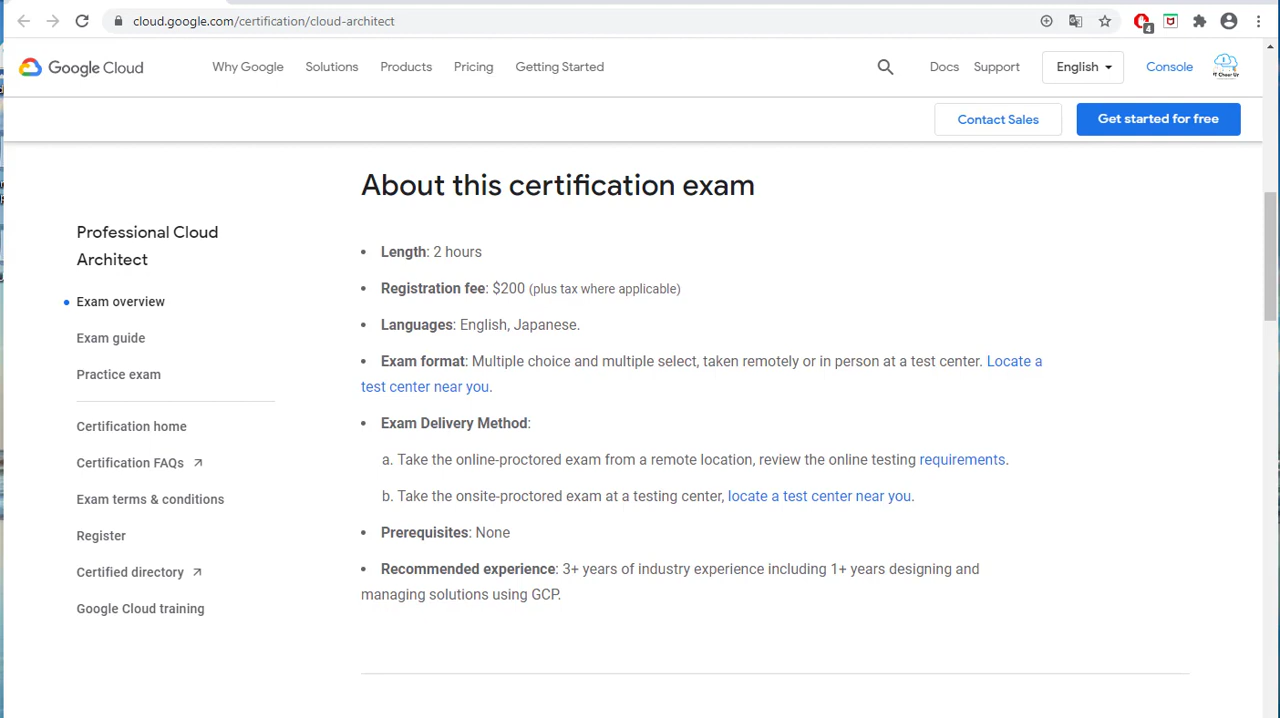 cloud.google.com/certification/cloud-architect
4
Google Cloud
Why Google
Solutions
Products
Pricing
Getting Started
Docs
Support
English
Console
IT Cheer Up
Contact Sales
Get started for free
About this certification exam
Professional Cloud
Architect
Exam overview
Exam guide
Practice exam
Certification home
Certification FAQs
Exam terms & conditions
Register
Certified directory
Google Cloud training
• Length: 2 hours
• Registration fee: $200 (plus tax where applicable)
• Languages: English, Japanese.
• Exam format: Multiple choice and multiple select, taken remotely or in person at a test center. Locate a
test center near you.
• Exam Delivery Method:
a. Take the online-proctored exam from a remote location, review the online testing requirements.
b. Take the onsite-proctored exam at a testing center, locate a test center near you.
• Prerequisites: None
• Recommended experience: 3+ years of industry experience including 1+ years designing and
managing solutions using GCP.